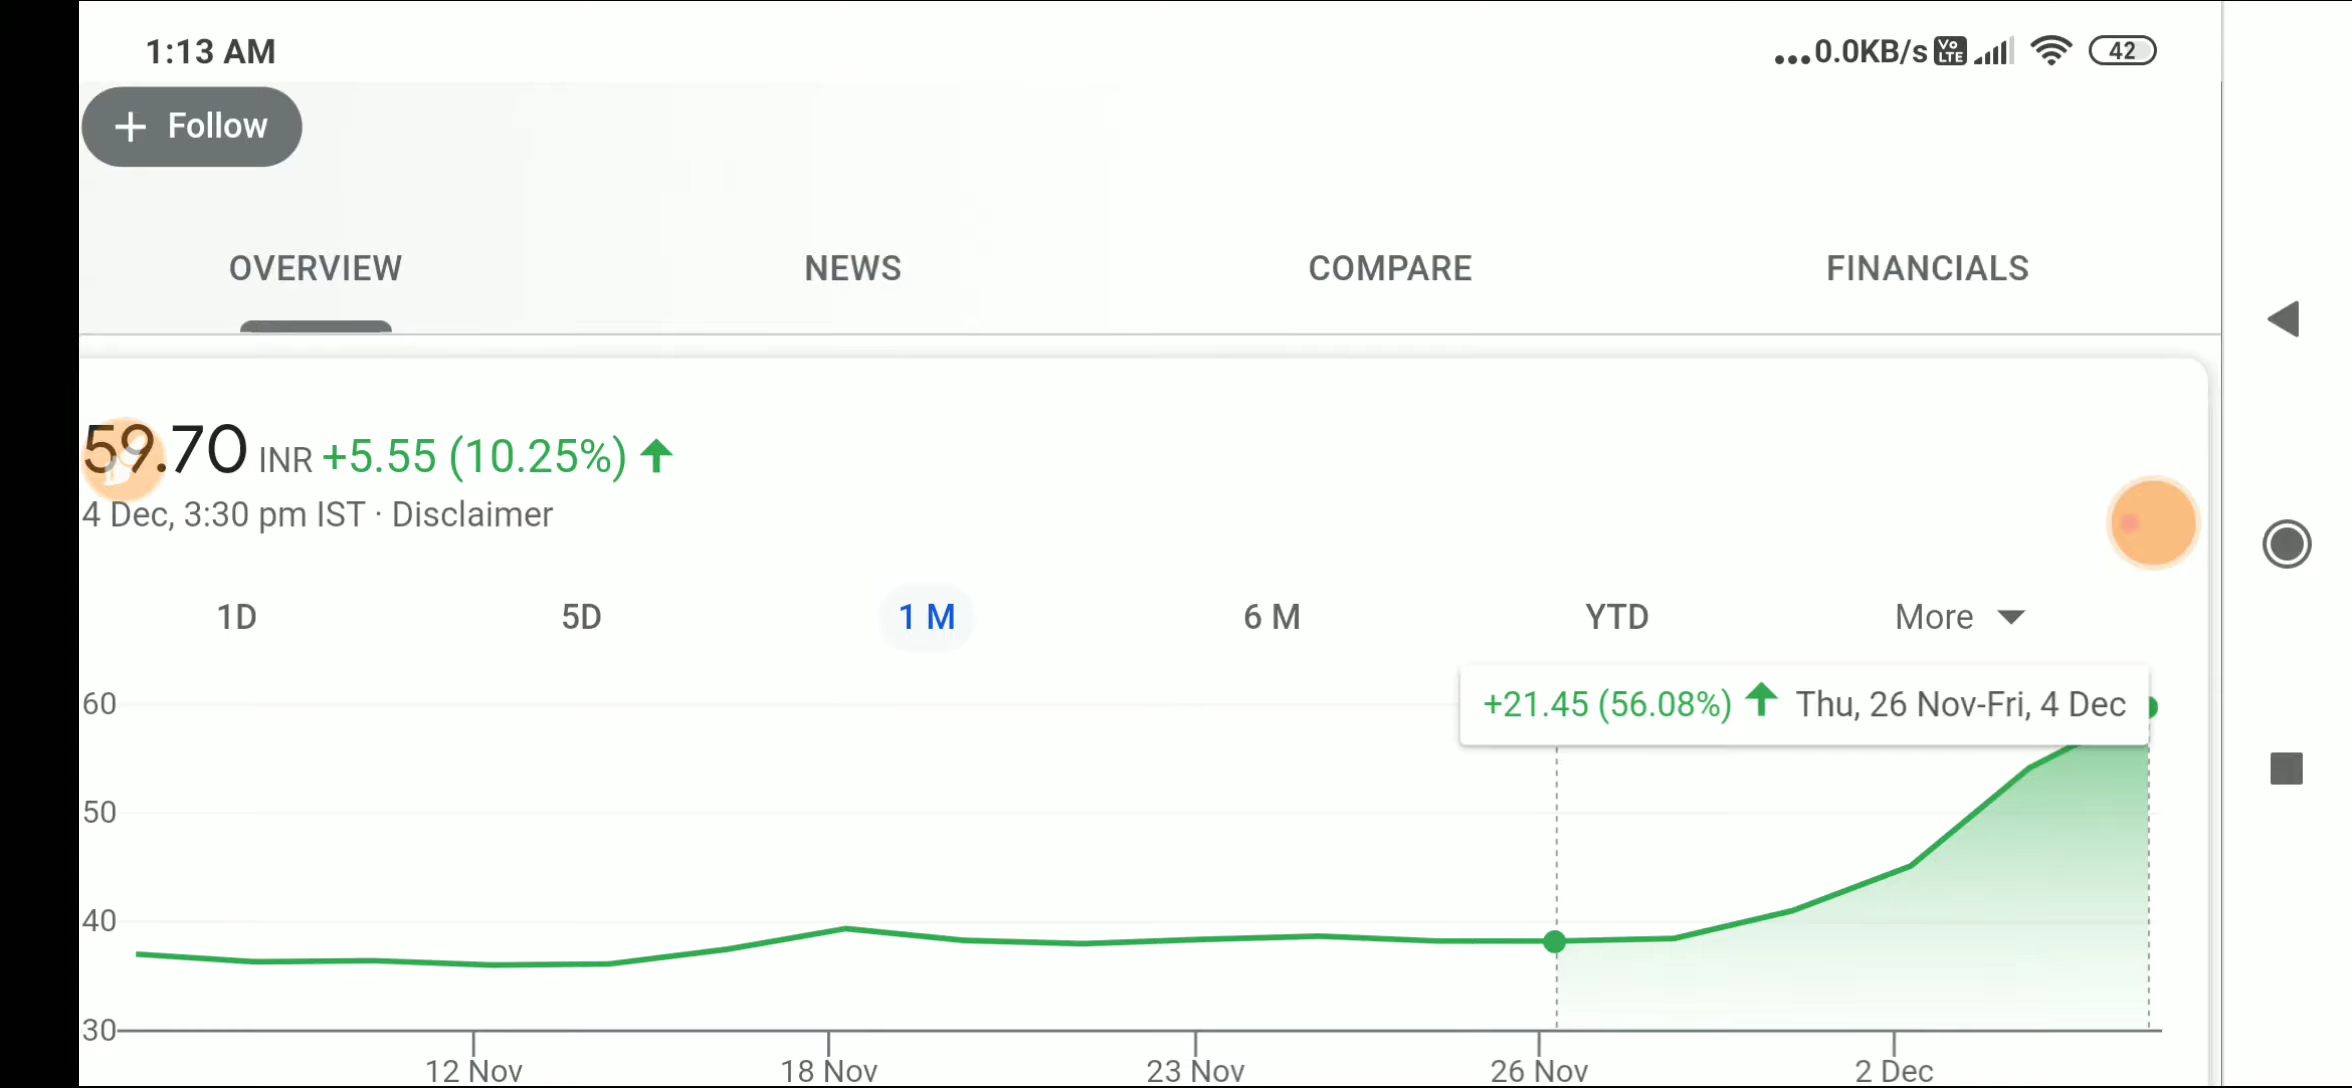 1:13 AM
...0.0KB/s Vo LTE 42
+ Follow
OVERVIEW NEWS COMPARE FINANCIALS
59.70 INR +5.55 (10.25%)
4 Dec, 3:30 pm IST · Disclaimer
1D 5D 1 M 6 M YTD More
+21.45 (56.08%) Thu, 26 Nov-Fri, 4 Dec
60
50
40
30
12 Nov 18 Nov 23 Nov 26 Nov 2 Dec